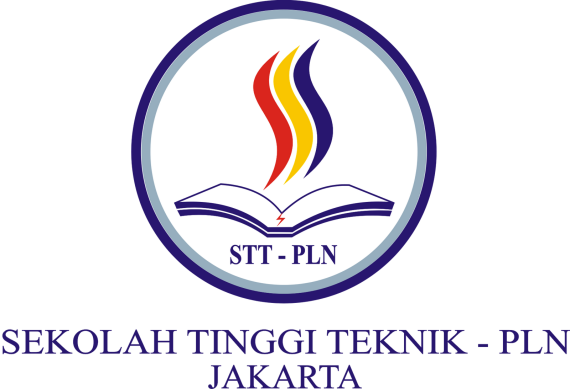 STT - PLN
SEKOLAH TINGGI TEKNIK - PLN
JAKARTA